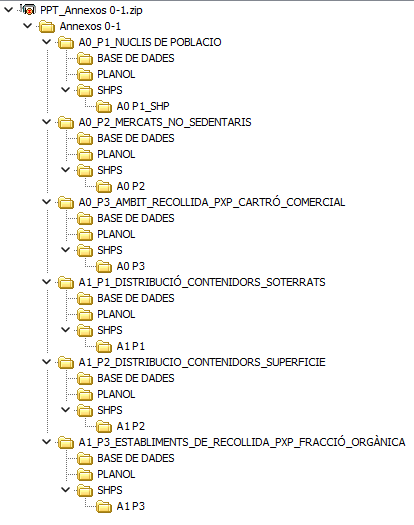 PPT_Annexos 0-1.zip
Annexos 0-1
A0_P1_NUCLIS DE POBLACIO
BASE DE DADES
PLANOL
SHPS
A0 P1_SHP
A0_P2_MERCATS_NO_SEDENTARIS
BASE DE DADES
PLANOL
SHPS
A0 P2
A0_P3_AMBIT_RECOLLIDA_PXP_CARTRÓ_COMERCIAL
BASE DE DADES
PLANOL
SHPS
A0 P3
A1_P1_DISTRIBUCIÓ_CONTENIDORS_SOTERRATS
BASE DE DADES
PLANOL
SHPS
A1 P1
A1_P2_DISTRIBUCIO_CONTENIDORS_SUPERFICIE
BASE DE DADES
PLANOL
SHPS
A1 P2
A1_P3_ESTABLIMENTS_DE_RECOLLIDA_PXP_FRACCIÓ_ORGÀNICA
BASE DE DADES
PLANOL
SHPS
A1 P3